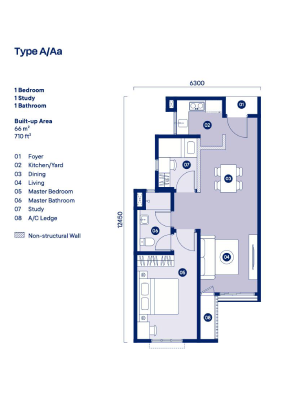 Type A/Aa
1 Bedroom
1 Study
1 Bathroom
Built-up Area
66 m²
710 ft²
01 Foyer
02 Kitchen/Yard
03 Dining
04 Living
05 Master Bedroom
06 Master Bathroom
07 Study
08 A/C Ledge
Non-structural Wall
6300
12450
01
02
07
03
06
04
05
08